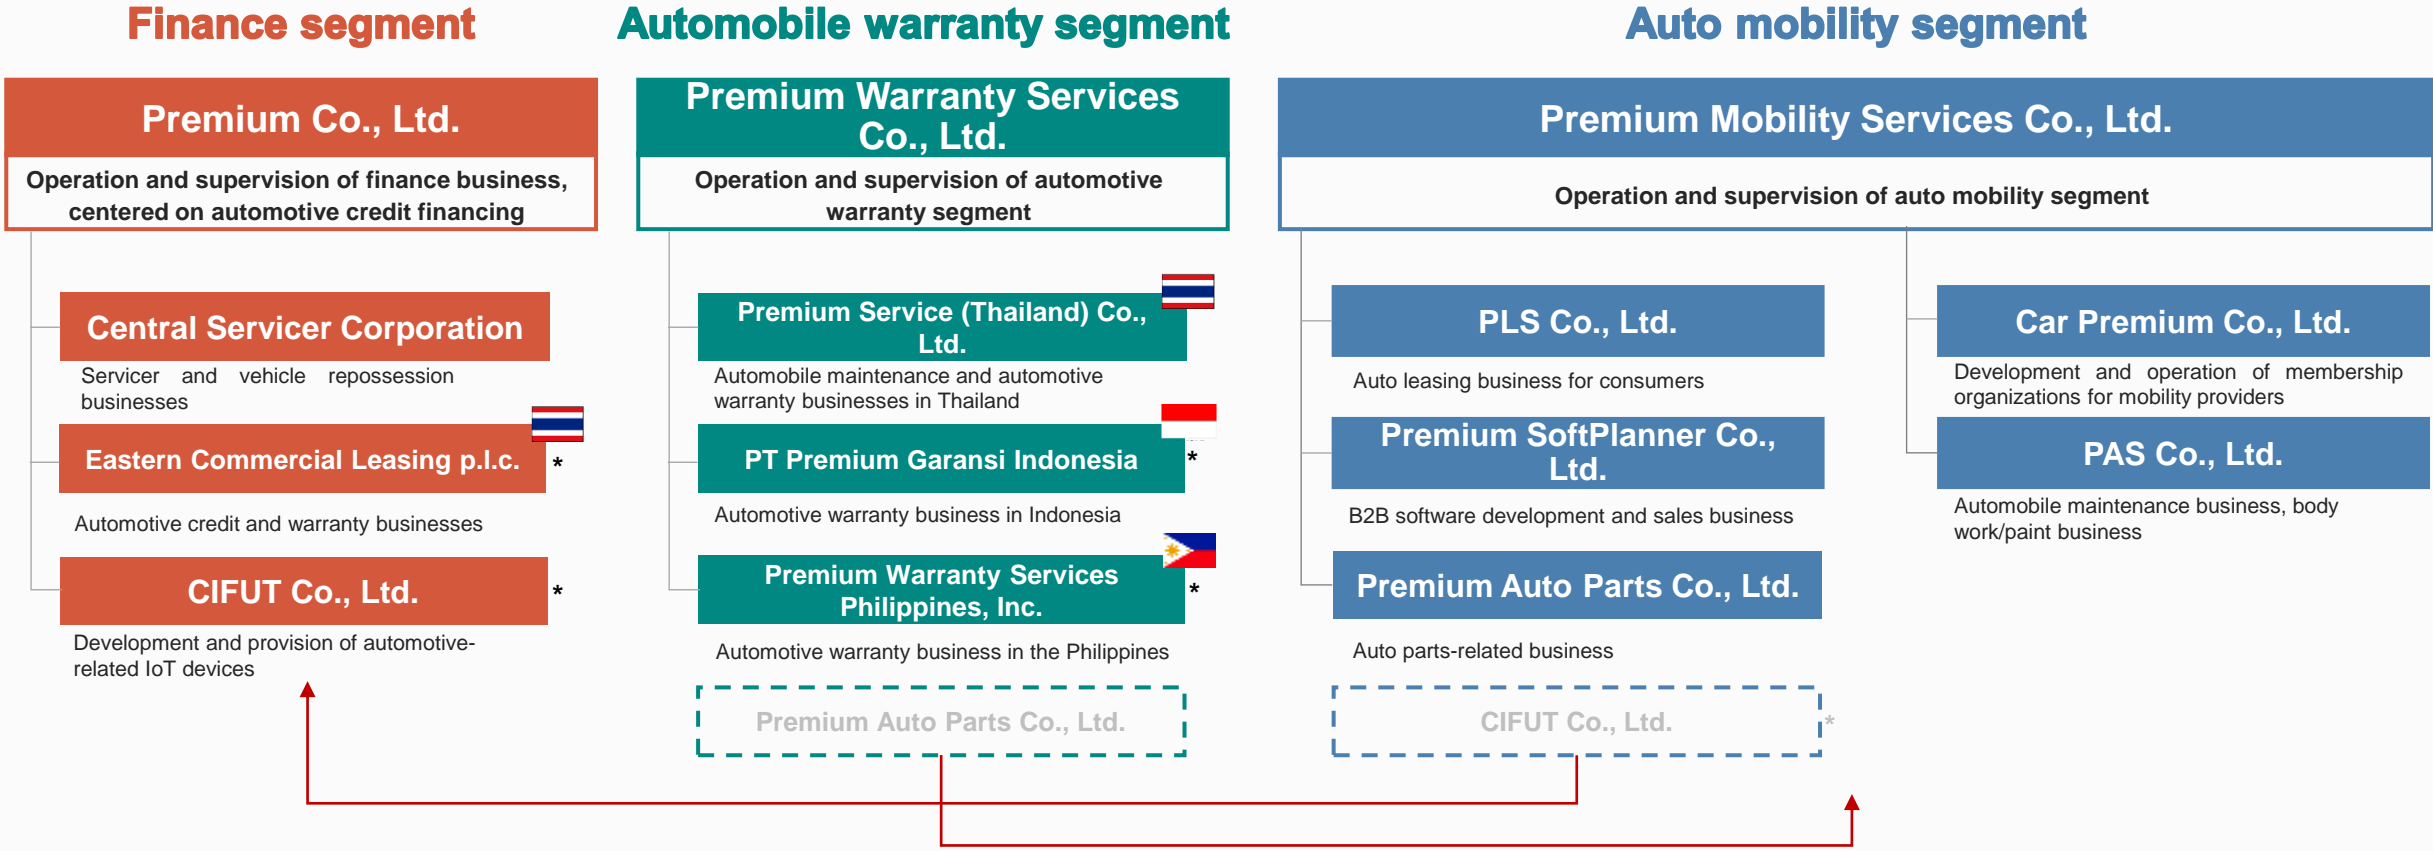 Finance segment
Automobile warranty segment
Auto mobility segment
Premium Co., Ltd.
Operation and supervision of finance business,
centered on automotive credit financing
Central Servicer Corporation
Servicer and vehicle repossession
businesses
Eastern Commercial Leasing p.l.c.
*
Automotive credit and warranty businesses
CIFUT Co., Ltd.
*
Development and provision of automotive-
related IoT devices
Premium Warranty Services
Co., Ltd.
Operation and supervision of automotive
warranty segment
Premium Service (Thailand) Co.,
Ltd.
Automobile maintenance and automotive
warranty businesses in Thailand
PT Premium Garansi Indonesia
*
Automotive warranty business in Indonesia
Premium Warranty Services
Philippines, Inc.
*
Automotive warranty business in the Philippines
Premium Auto Parts Co., Ltd.
Premium Mobility Services Co., Ltd.
Operation and supervision of auto mobility segment
PLS Co., Ltd.
Auto leasing business for consumers
Premium SoftPlanner Co.,
Ltd.
B2B software development and sales business
Premium Auto Parts Co., Ltd.
Auto parts-related business
CIFUT Co., Ltd.
*
Car Premium Co., Ltd.
Development and operation of membership
organizations for mobility providers
PAS Co., Ltd.
Automobile maintenance business, body
work/paint business